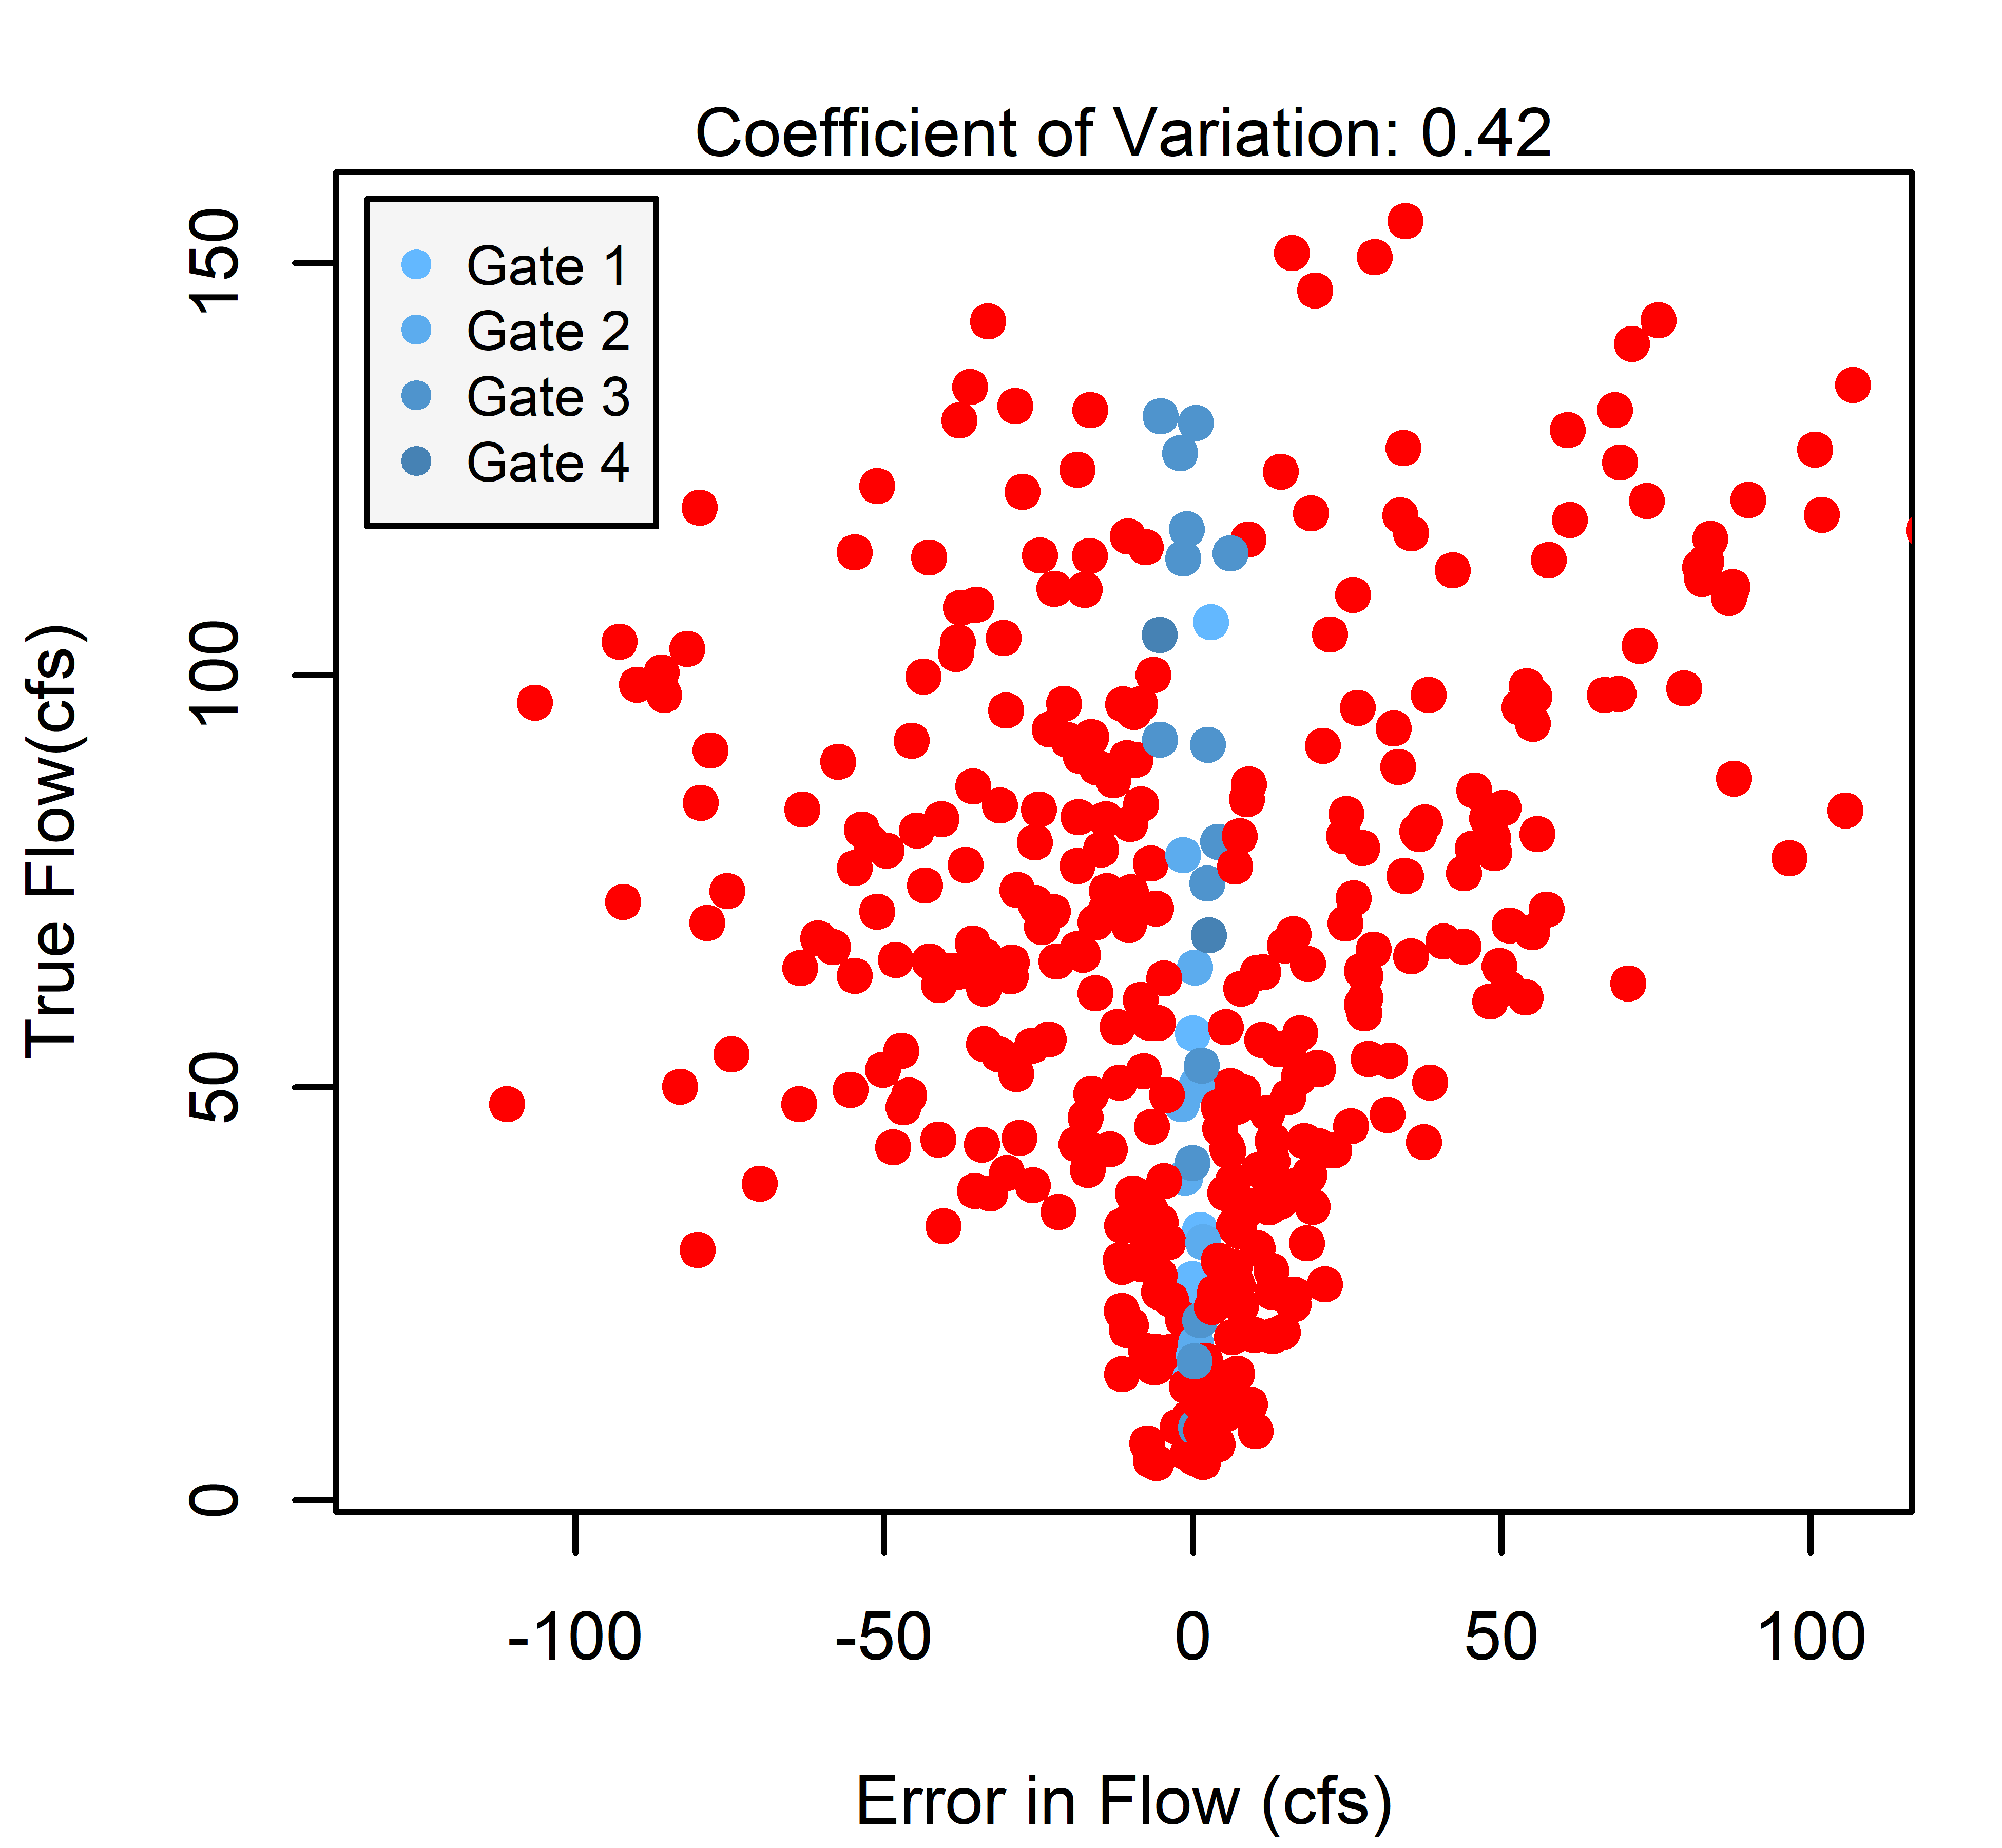 Coefficient of Variation: 0.42
Gate 1
Gate 2
Gate 3
Gate 4
True Flow(cfs)
150
100
50
0
-100 -50 0 50 100
Error in Flow (cfs)